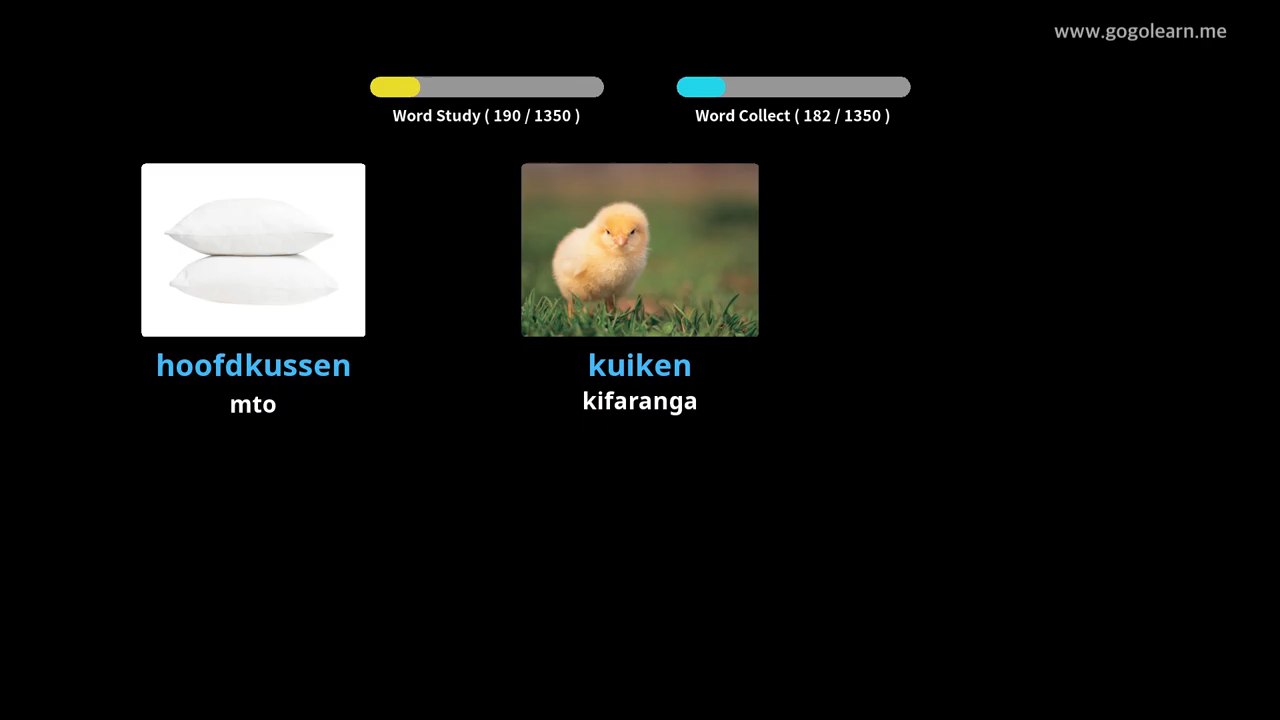 www.gogolearn.me
Word Study ( 190 / 1350 )
Word Collect ( 182 / 1350 )
hoofdkussen
mto
kuiken
kifaranga